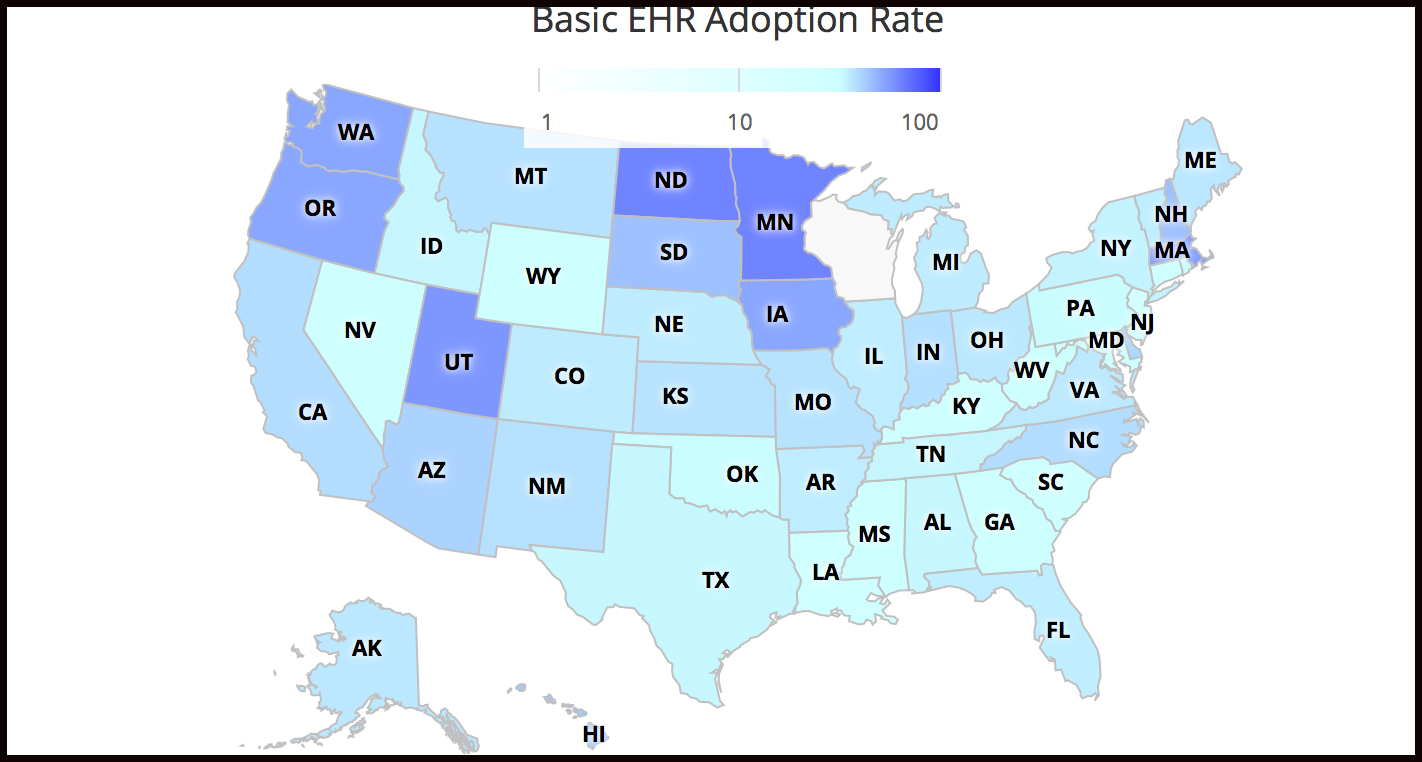 Basic EHR Adoption Rate
1 10 100
WA
ME
MT
ND
OR
NH
MN
ID
NY
MA
SD
MI
WY
PA
IA
NJ
NE
NV
OH
MD
IN
IL
UT
WV
CO
VA
KS
MO
KY
CA
NC
TN
AZ
OK
AR
SC
NM
AL
GA
MS
LA
TX
FL
AK
HI